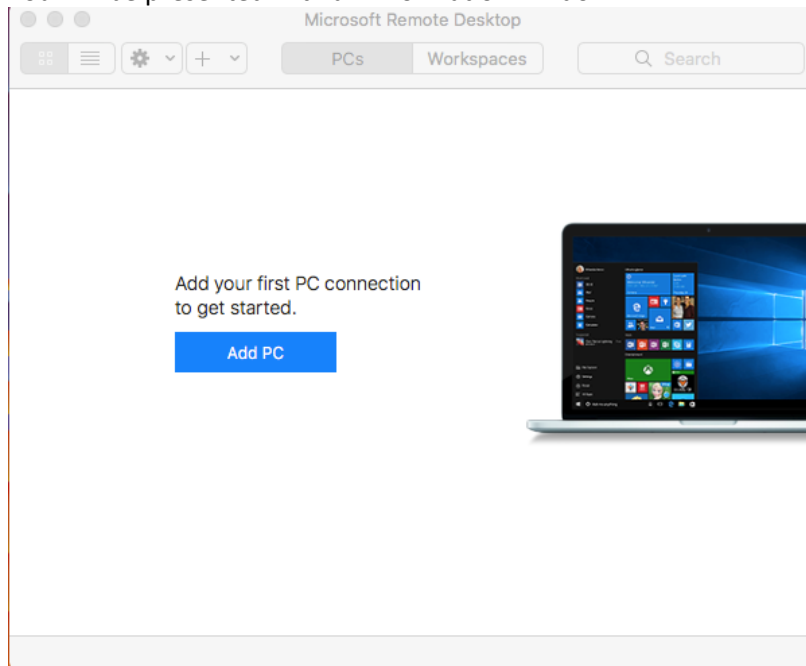 Microsoft Remote Desktop
PCs
Workspaces
Search
Add your first PC connection
to get started.
Add PC